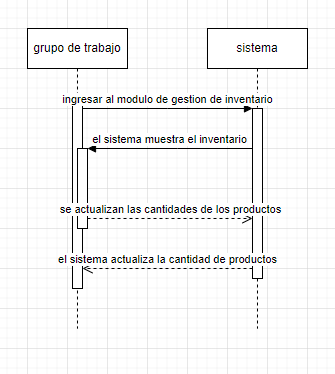 grupo de trabajo
sistema
ingresar al modulo de gestion de inventario
el sistema muestra el inventario
se actualizan las cantidades de los productos
el sistema actualiza la cantidad de productos